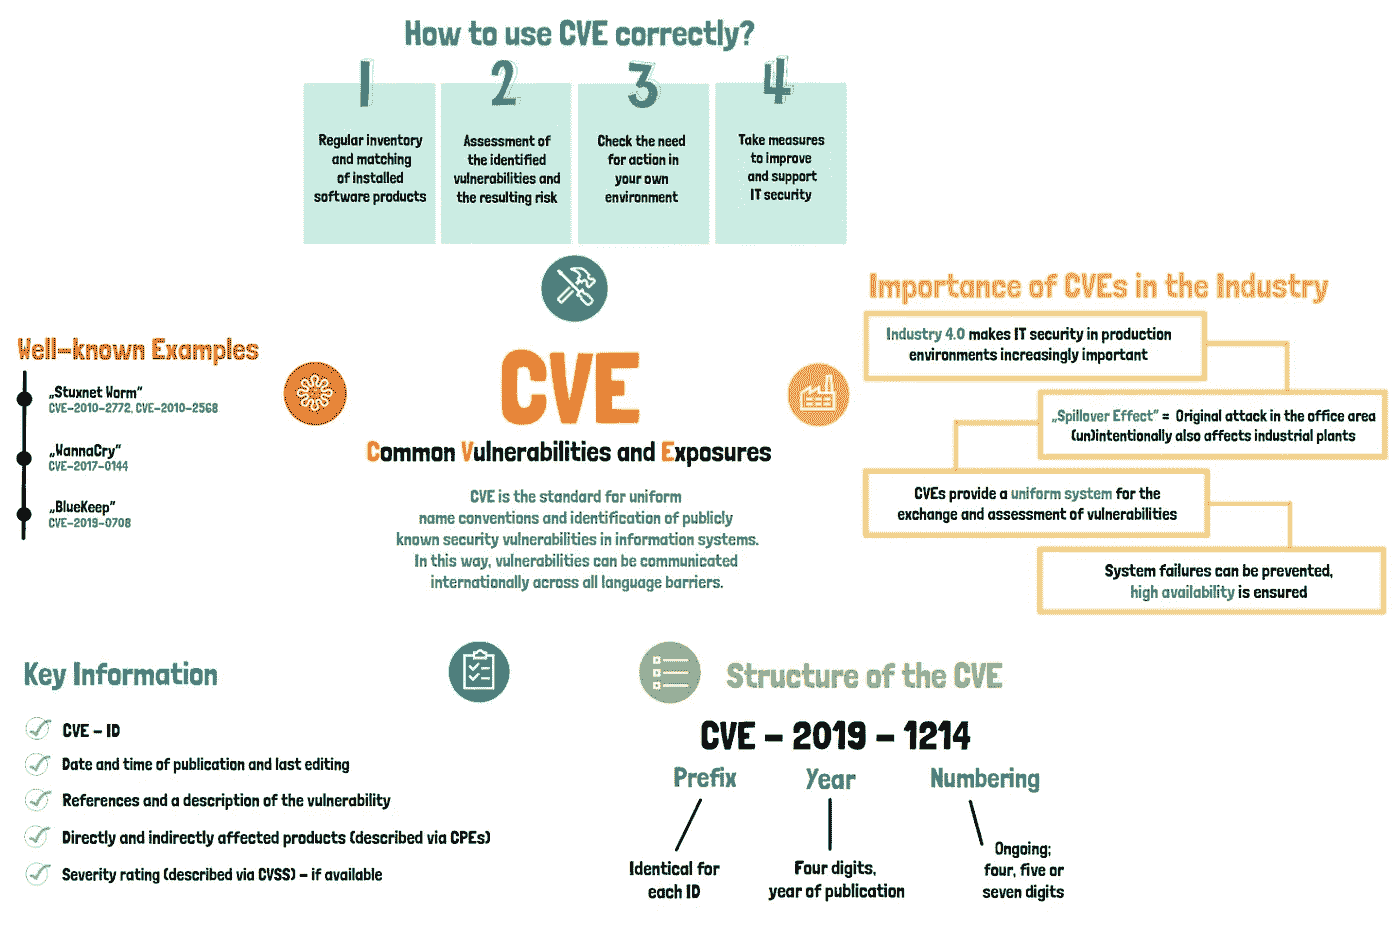 How to use CVE correctly?
1
Regular inventory
and matching
of installed
software products
2
Assessment of
the identified
vulnerabilities and
the resulting risk
3
Check the need
for action in
your own
environment
4
Take measures
to improve
and support
IT security
Well-known Examples
„Stuxnet Worm"
CVE-2010-2772, CVE-2010-2568
„WannaCry"
CVE-2017-0144
„BlueKeep"
CVE-2019-0708
CVE
Common Vulnerabilities and Exposures
CVE is the standard for uniform
name conventions and identification of publicly
known security vulnerabilities in information systems.
In this way, vulnerabilities can be communicated
internationally across all language barriers.
Importance of CVEs in the Industry
Industry 4.0 makes IT security in production
environments increasingly important
„Spillover Effect" = Original attack in the office area
(un)intentionally also affects industrial plants
CVEs provide a uniform system for the
exchange and assessment of vulnerabilities
System failures can be prevented,
high availability is ensured
Key Information
CVE - ID
Date and time of publication and last editing
References and a description of the vulnerability
Directly and indirectly affected products (described via CPEs)
Severity rating (described via CVSS) - if available
Structure of the CVE
CVE - 2019 - 1214
Prefix
Year
Numbering
Identical for
each ID
Four digits,
year of publication
Ongoing;
four, five or
seven digits